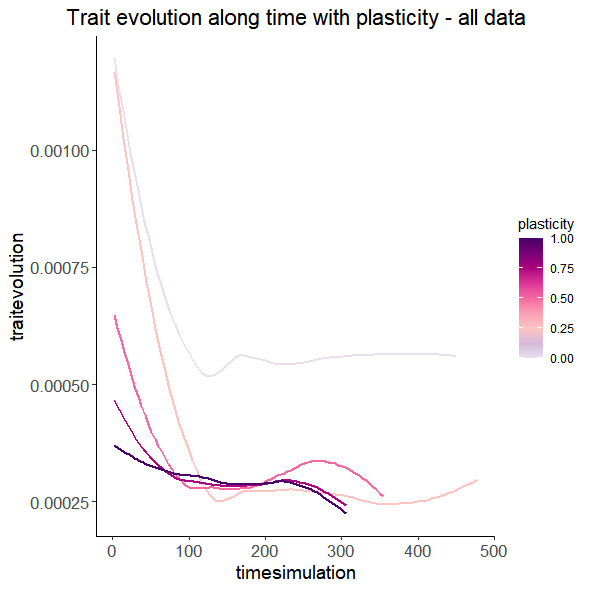 Trait evolution along time with plasticity - all data
traitevolution
0.00100
0.00075
0.00050
0.00025
0 100 200 300 400 500
timesimulation
plasticity
1.00
0.75
0.50
0.25
0.00